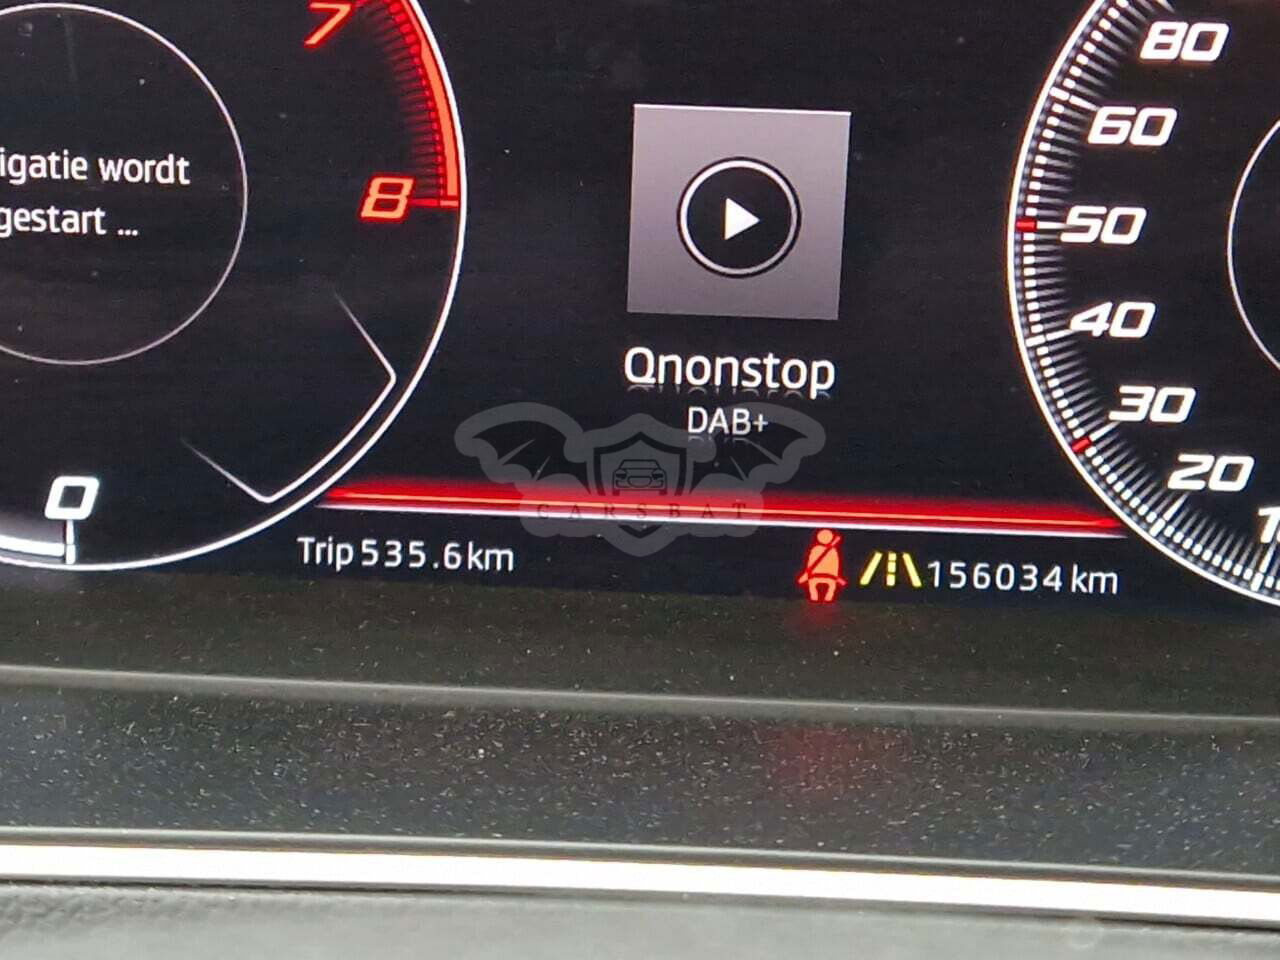 7
8
igatie wordt
gestart ...
0
Qnonstop
DAB+
CARSBAT
Trip 535.6 km
156034 km
80
60
50
40
30
20